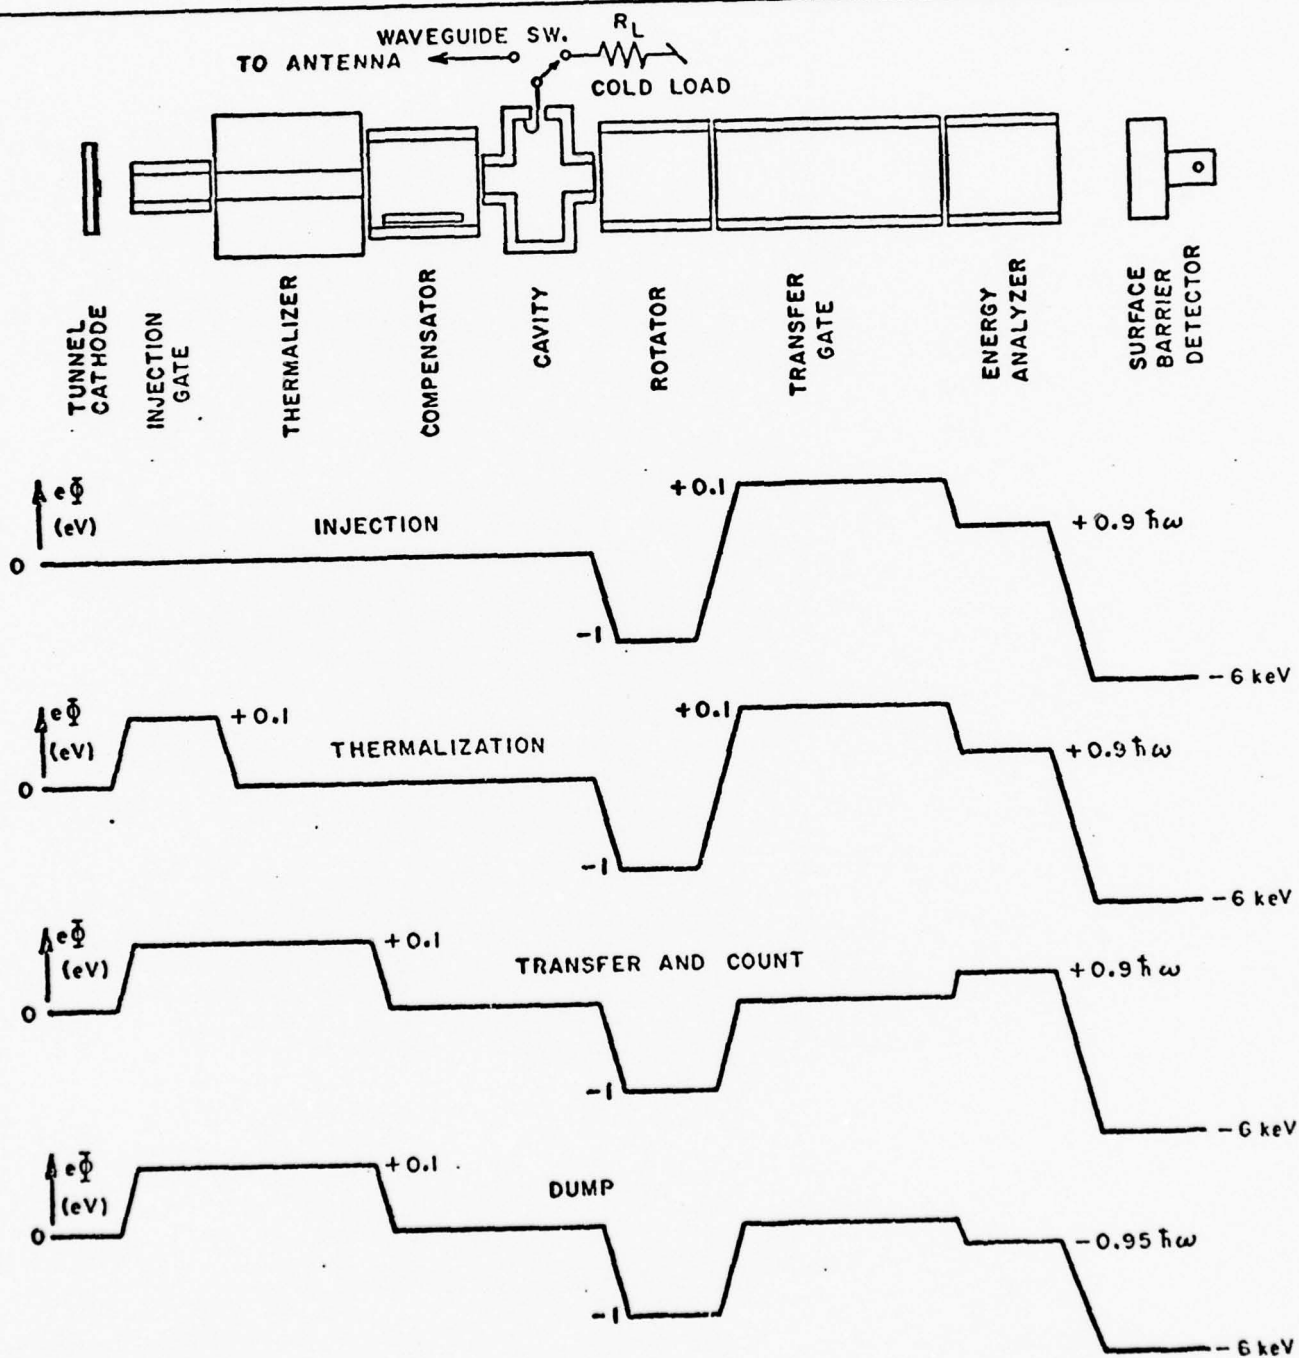 R_L
WAVEGUIDE SW.
TO ANTENNA
COLD LOAD
TUNNEL
CATHODE
INJECTION
GATE
THERMALIZER
COMPENSATOR
CAVITY
ROTATOR
TRANSFER
GATE
ENERGY
ANALYZER
SURFACE
BARRIER
DETECTOR
eΦ
(eV)
0
INJECTION
-1
+0.1
+0.9 ħω
-6 keV
eΦ
(eV)
0
+0.1
THERMALIZATION
-1
+0.1
+0.9 ħω
-6 keV
eΦ
(eV)
0
+0.1
TRANSFER AND COUNT
-1
+0.9 ħω
-6 keV
eΦ
(eV)
0
+0.1
DUMP
-1
-0.95 ħω
-6 keV